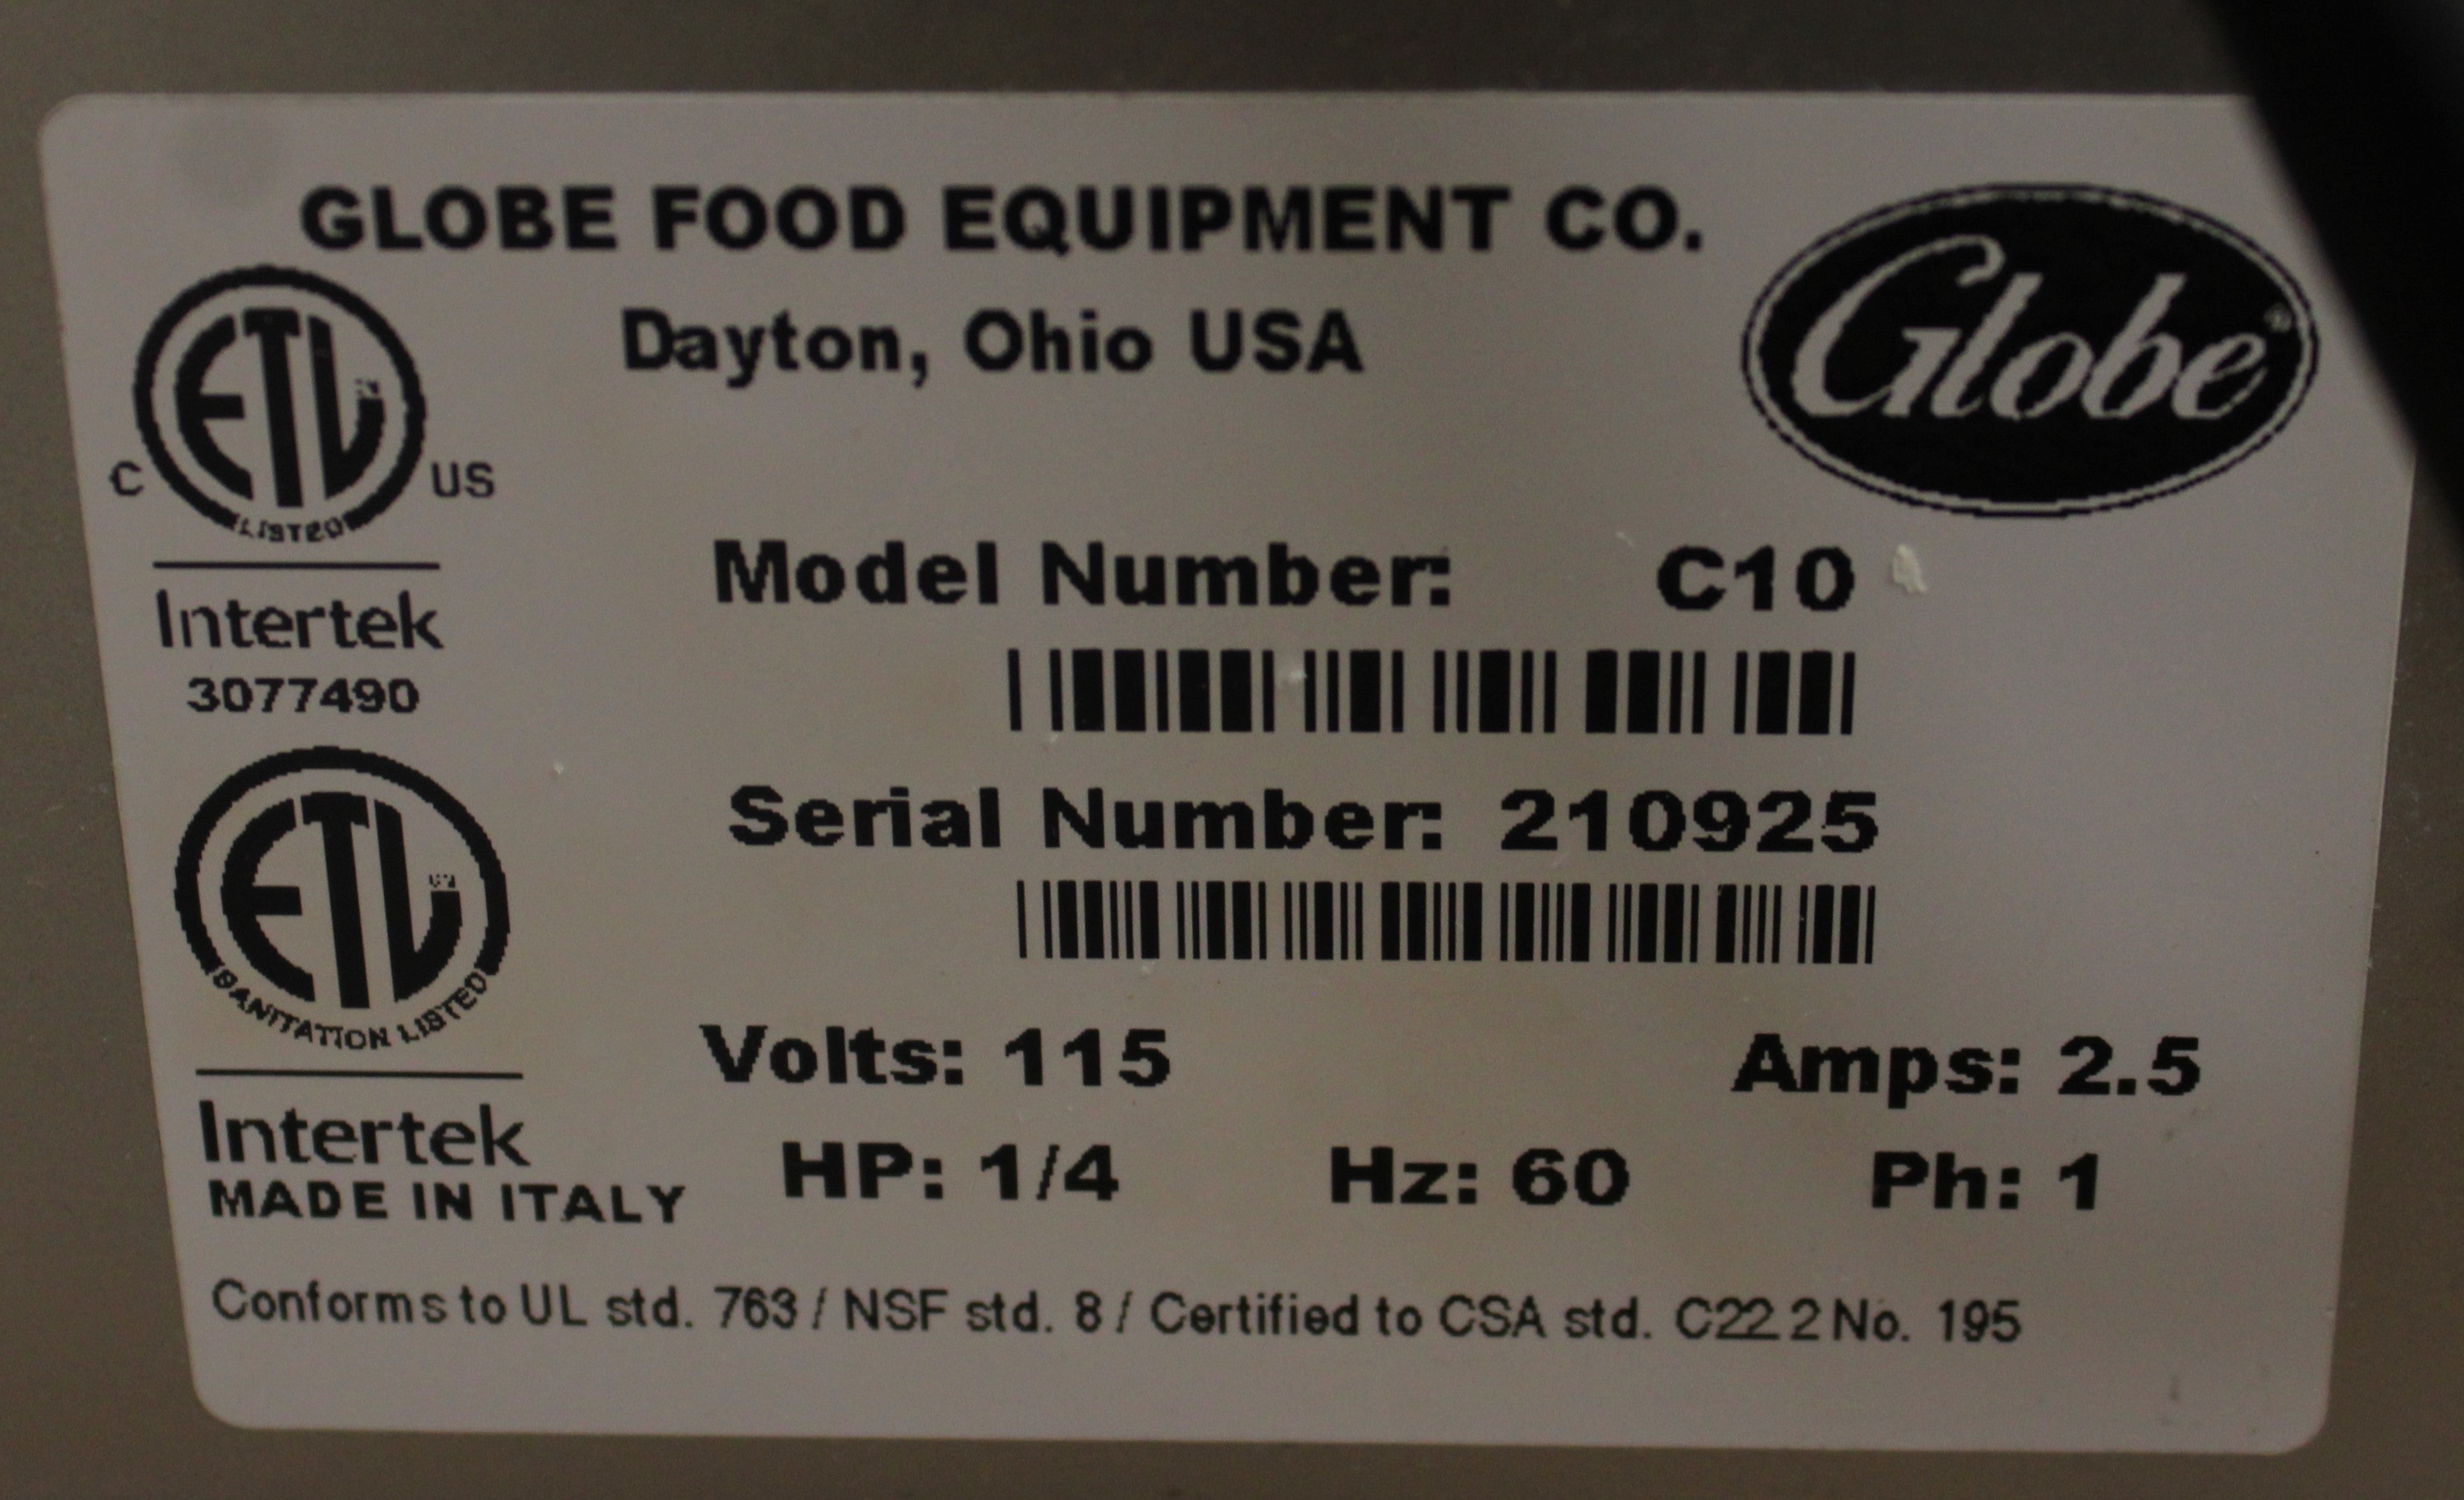 GLOBE FOOD EQUIPMENT CO.
Dayton, Ohio USA
Globe®
ETL
C US
LISTED
Intertek
3077490
Model Number: C10
Serial Number: 210925
ETL
SANITATION LISTED
Intertek
MADE IN ITALY
Volts: 115 Amps: 2.5
HP: 1/4 Hz: 60 Ph: 1
Conforms to UL std. 763 / NSF std. 8 / Certified to CSA std. C22 2 No. 195